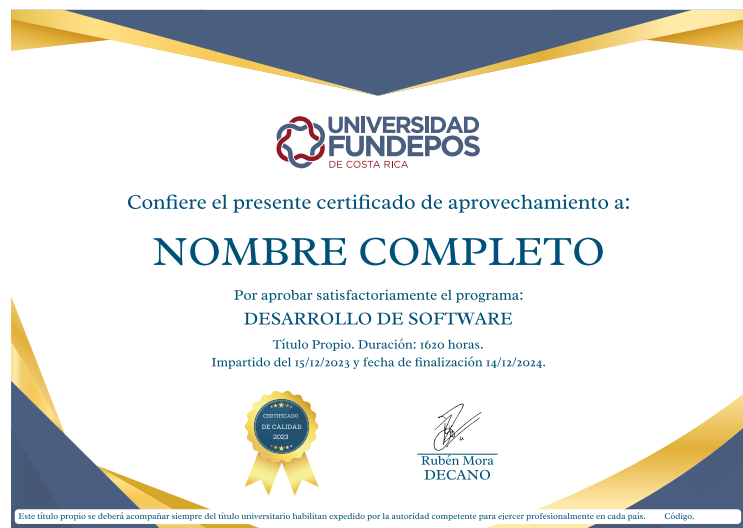 UNIVERSIDAD
FUNDEPOS
DE COSTA RICA
Confiere el presente certificado de aprovechamiento a:
NOMBRE COMPLETO
Por aprobar satisfactoriamente el programa:
DESARROLLO DE SOFTWARE
Título Propio. Duración: 1620 horas.
Impartido del 15/12/2023 y fecha de finalización 14/12/2024.
CERTIFICADO
DE CALIDAD
2023
Rubén Mora
DECANO
Este título propio se deberá acompañar siempre del título universitario habilitan expedido por la autoridad competente para ejercer profesionalmente en cada país. Código.